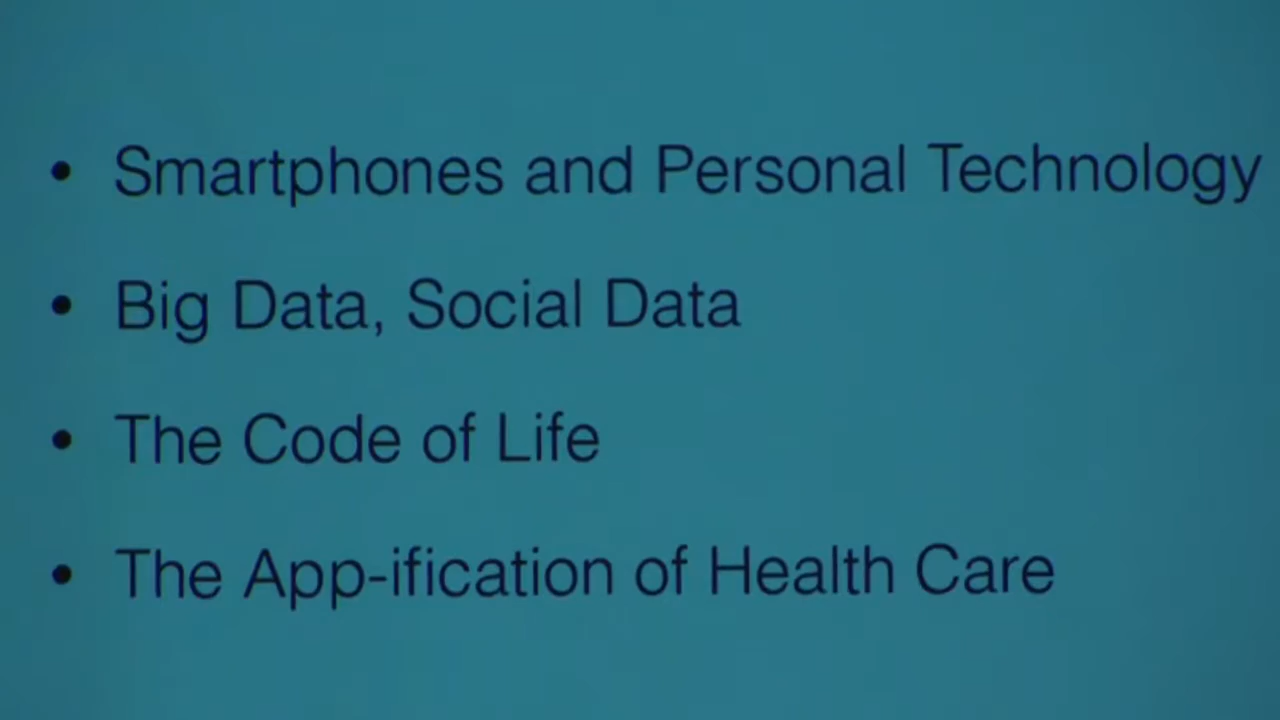 • Smartphones and Personal Technology
• Big Data, Social Data
• The Code of Life
• The App-ification of Health Care